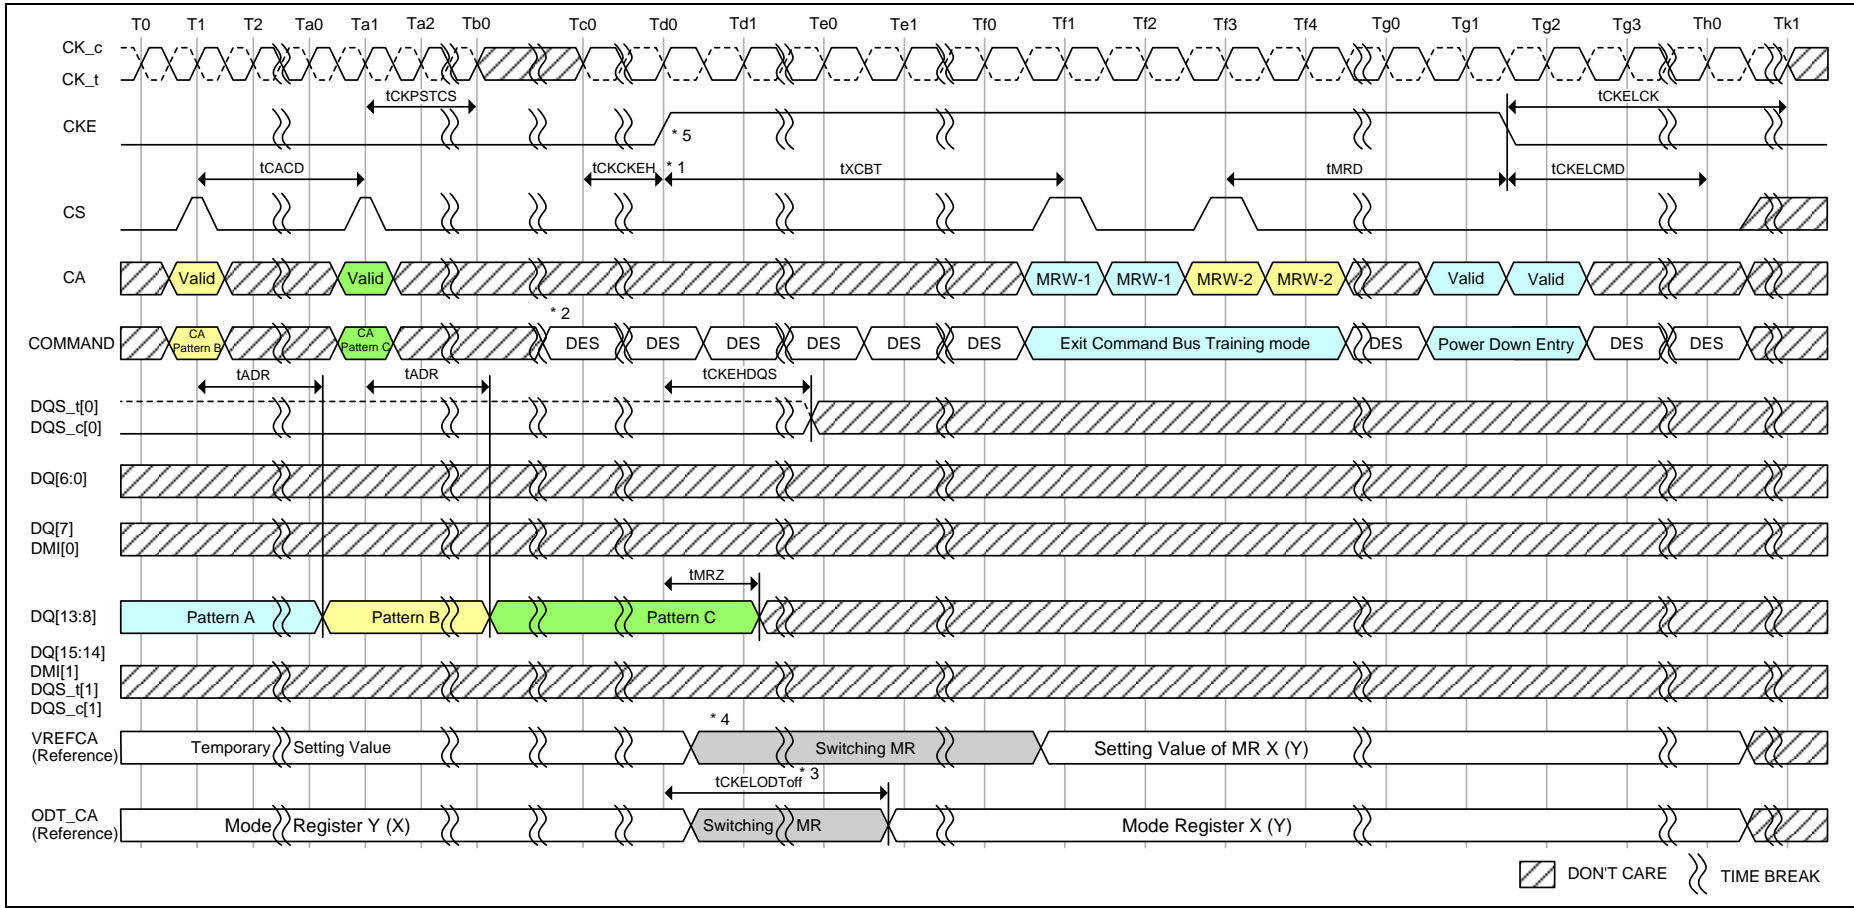 T0 T1 T2 Ta0 Ta1 Ta2 Tb0 Tc0 Td0 Td1 Te0 Te1 Tf0 Tf1 Tf2 Tf3 Tf4 Tg0 Tg1 Tg2 Tg3 Th0 Tk1
CK_c
CK_t
tCKPSTCS tCKELCK
CKE
* 5
tCACD tCKCKEH * 1 tXCBT tMRD tCKELCMD
CS
CA Valid Valid MRW-1 MRW-1 MRW-2 MRW-2 Valid Valid
* 2
COMMAND CA Pattern B CA Pattern C DES DES DES DES DES DES Exit Command Bus Training mode DES Power Down Entry DES DES
tADR tADR tCKEHDQS
DQS_t[0]
DQS_c[0]
DQ[6:0]
DQ[7]
DMI[0]
tMRZ
DQ[13:8] Pattern A Pattern B Pattern C
DQ[15:14]
DMI[1]
DQS_t[1]
DQS_c[1]
* 4
VREFCA
(Reference)
Temporary Setting Value Switching MR Setting Value of MR X (Y)
tCKELODToff * 3
ODT_CA
(Reference)
Mode Register Y (X) Switching MR Mode Register X (Y)
DON'T CARE TIME BREAK